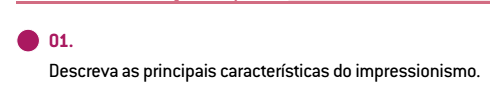 01.
Descreva as principais características do impressionismo.